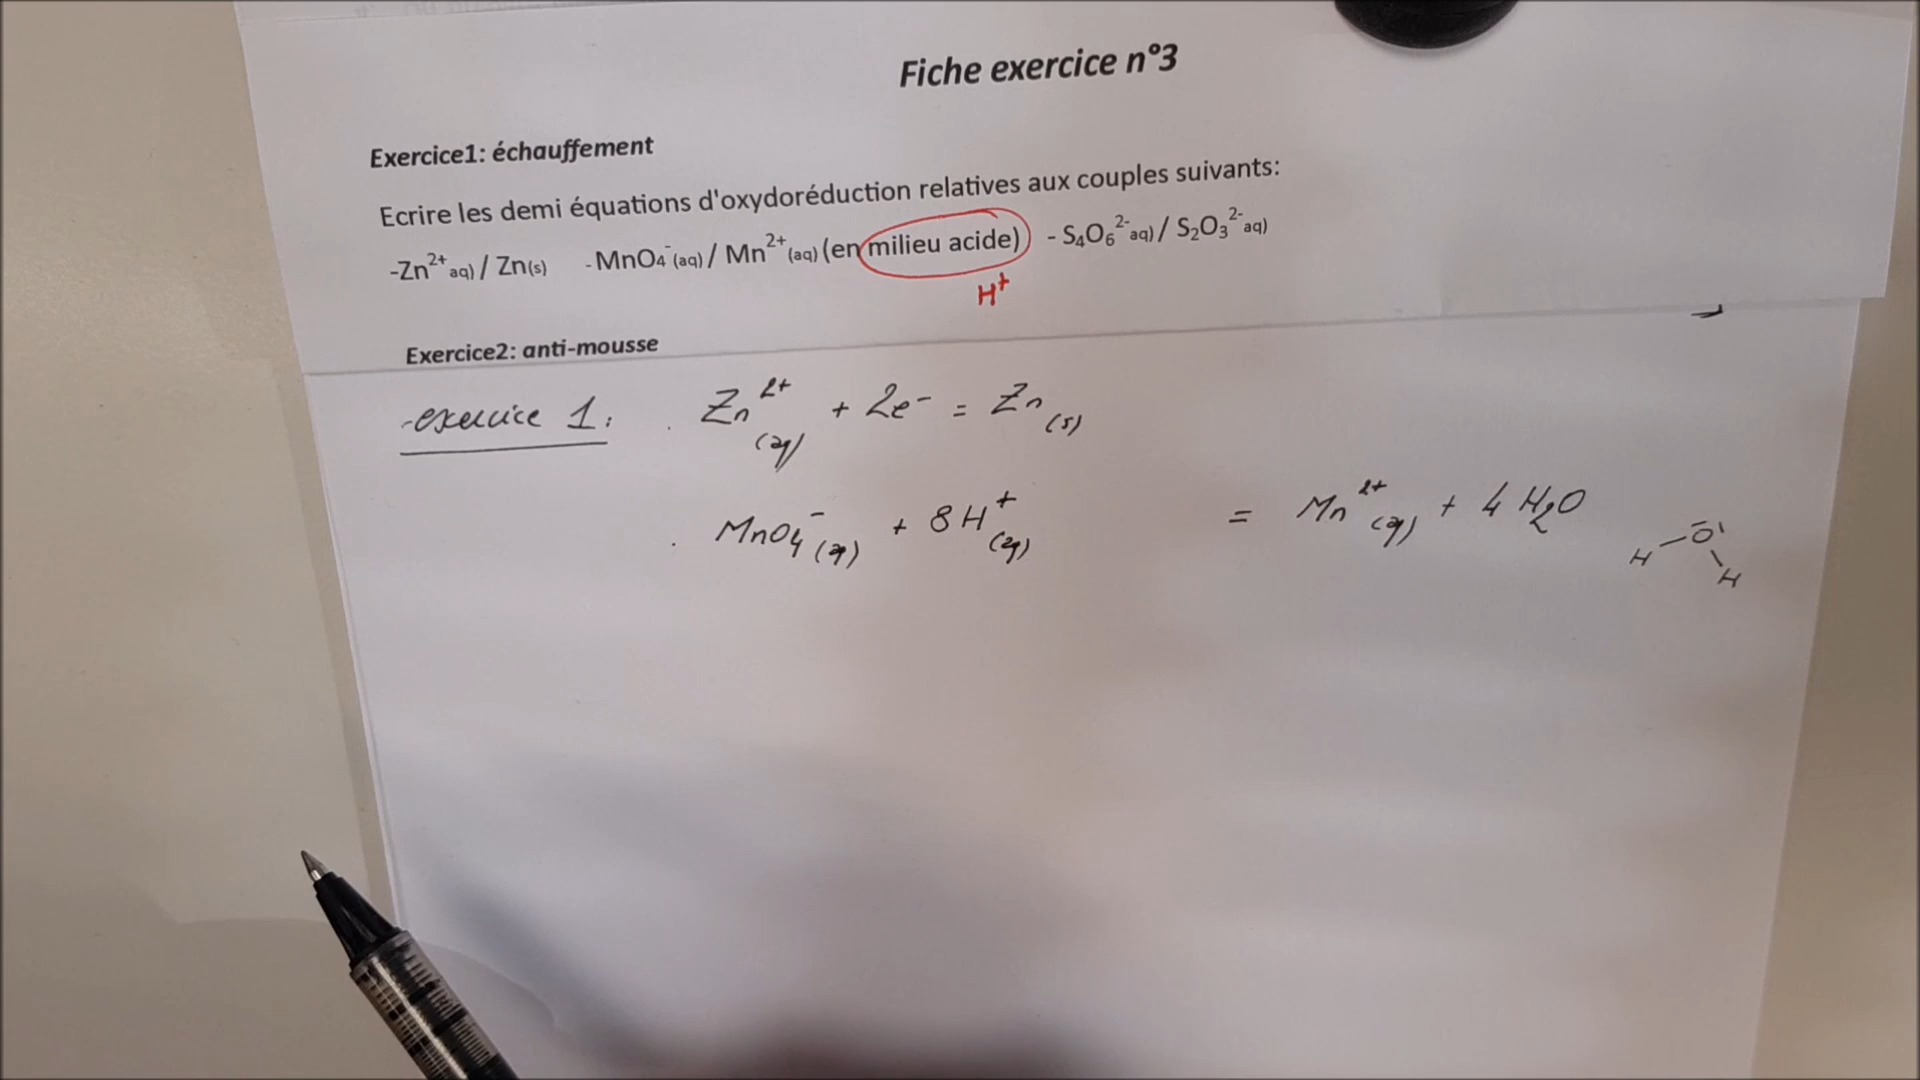 Fiche exercice n°3
Exercice1: échauffement
Ecrire les demi équations d'oxydoréduction relatives aux couples suivants:
-Zn²⁺aq) / Zn(s) - MnO₄⁻(aq) / Mn²⁺(aq) (en milieu acide) - S₄O₆²⁻aq) / S₂O₃²⁻aq)
H⁺
Exercice2: anti-mousse
-exercice 1: . Zn²⁺(aq) + 2e⁻ = Zn(s)
. MnO₄⁻(aq) + 8H⁺(aq) = Mn²⁺(aq) + 4 H₂O
H O H